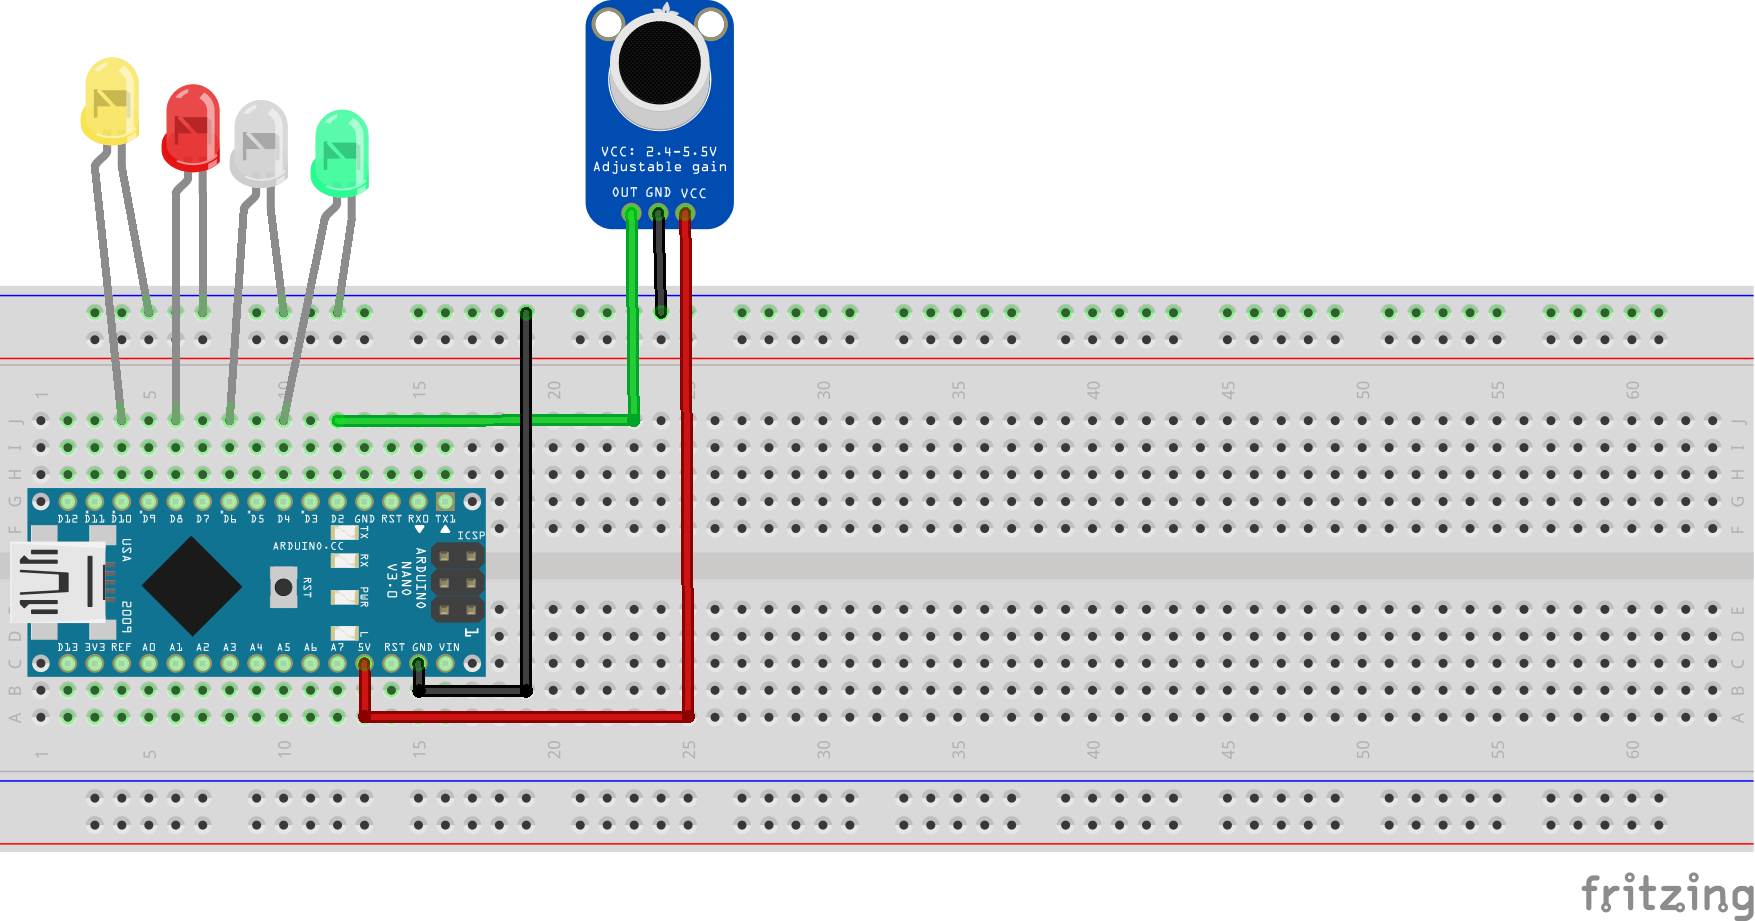 VCC: 2.4-5.5V
Adjustable gain
OUT GND VCC
1 5 10 15 20 25 30 35 40 45 50 55 60
J J
I I
H H
G G
D12 D11 D10 D9 D8 D7 D6 D5 D4 D3 D2 GND RST RX0 TX1
F F
ICSP
TX
RX
PWR
L
USA
2009
ARDUINO.CC
RST
ARDUINO
NANO
V3.0
1
E
D D
D13 3V3 REF A0 A1 A2 A3 A4 A5 A6 A7 5V RST GND VIN
C C
B B
A A
1 5 10 15 20 25 30 35 40 45 50 55 60
fritzing